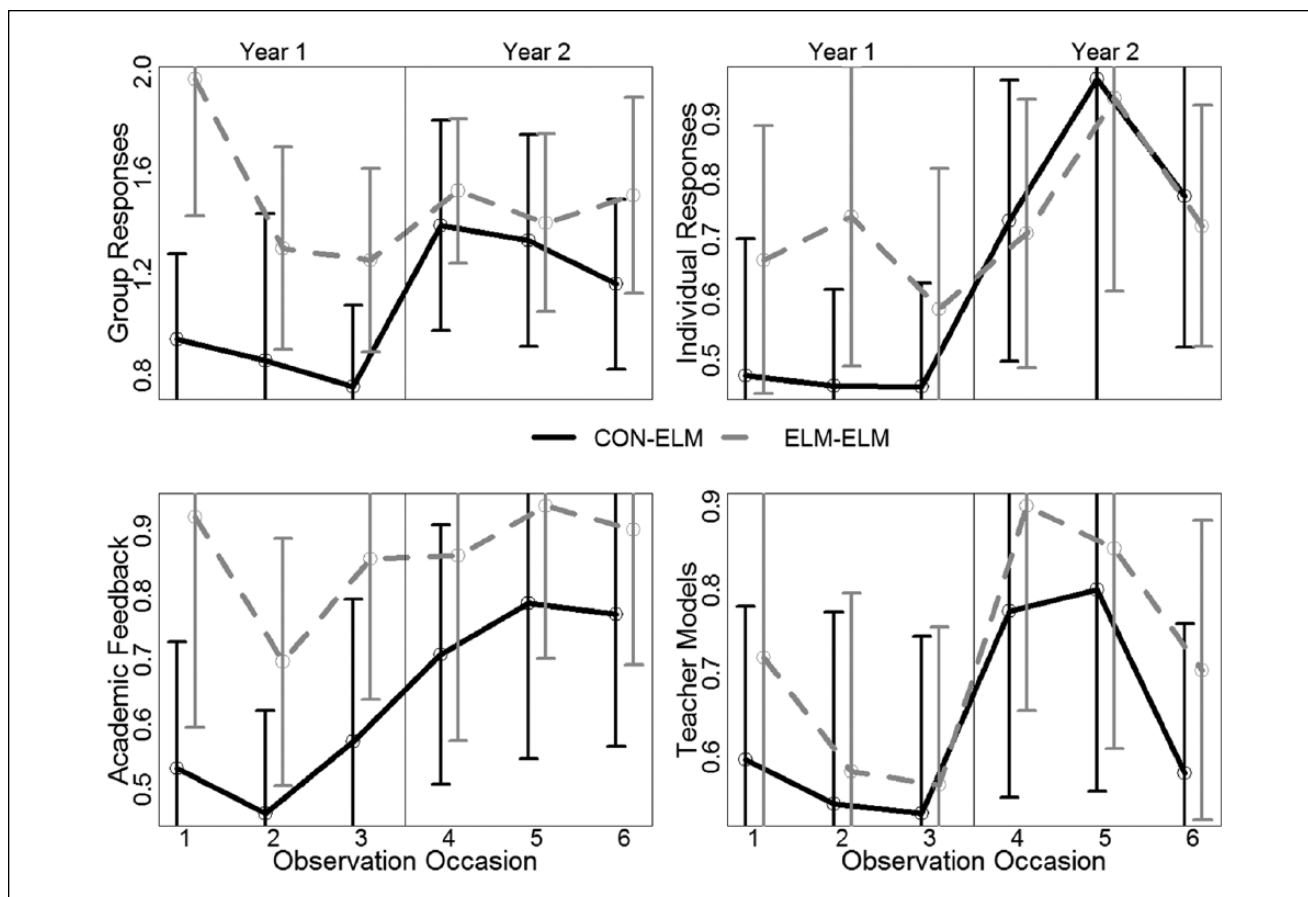 Year 1 Year 2
Group Responses
2.0
1.6
1.2
0.8
Year 1 Year 2
Individual Responses
0.9
0.8
0.7
0.6
0.5
CON-ELM ELM-ELM
Academic Feedback
0.9
0.8
0.7
0.6
0.5
1 2 3 4 5 6
Observation Occasion
Teacher Models
0.9
0.8
0.7
0.6
1 2 3 4 5 6
Observation Occasion